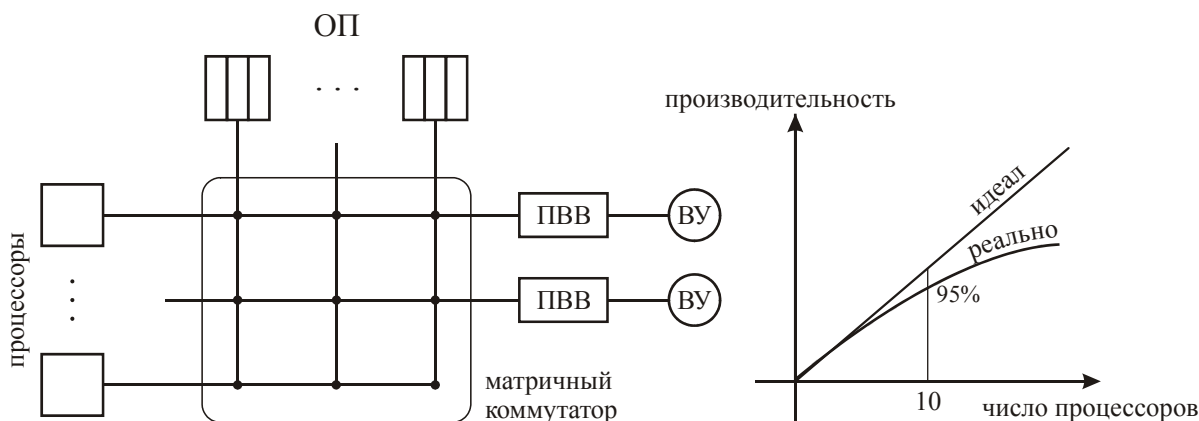 ОП
. . .
процессоры
. . .
ПВВ
ВУ
ПВВ
ВУ
матричный
коммутатор
производительность
идеал
реально
95%
10
число процессоров